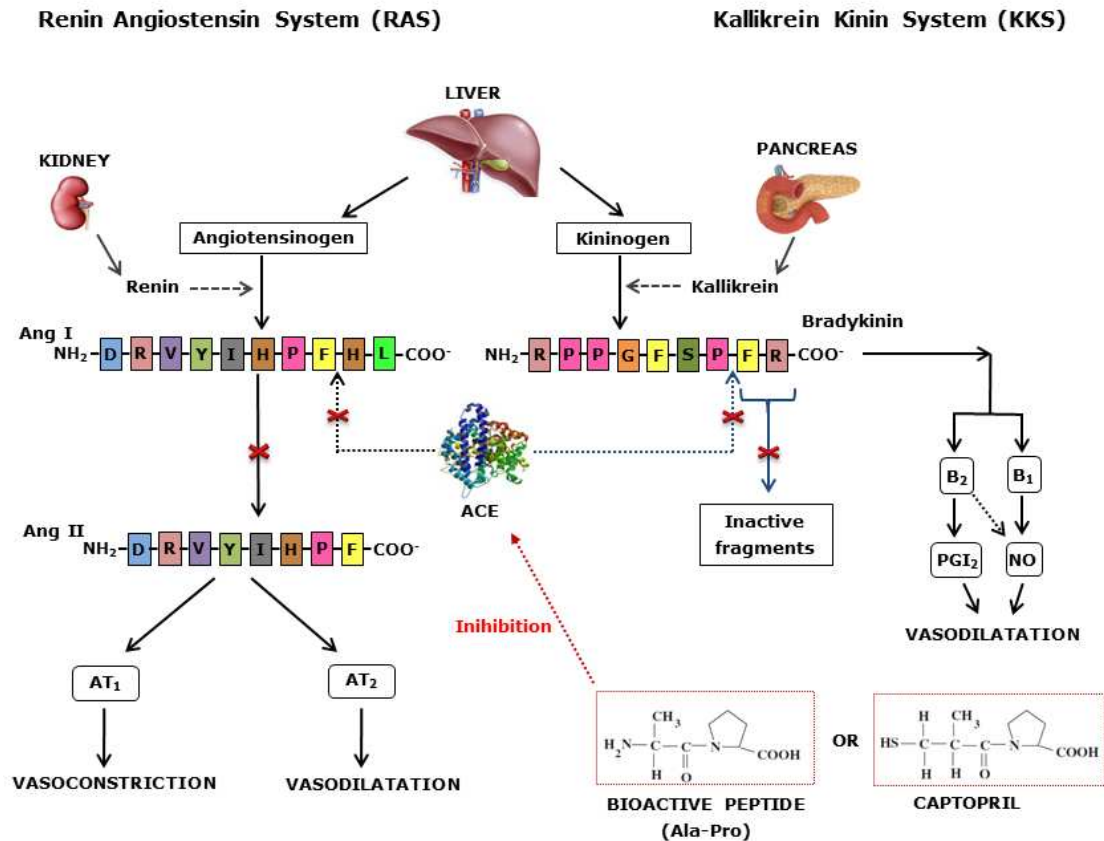 Renin Angiostensin System (RAS)
Kallikrein Kinin System (KKS)
LIVER
KIDNEY
PANCREAS
Angiotensinogen
Kininogen
Renin
Kallikrein
Ang I
NH₂ D R V Y I H P F H L COO⁻
Bradykinin
NH₂ R P P G F S P F R COO⁻
ACE
B₂
B₁
Inactive
fragments
Ang II
NH₂ D R V Y I H P F COO⁻
PGI₂
NO
VASODILATATION
Inihibition
AT₁
AT₂
VASOCONSTRICTION
VASODILATATION
CH₃
H₂N C C N COOH
H O
OR
H CH₃
HS C C C N COOH
H H O
BIOACTIVE PEPTIDE
(Ala-Pro)
CAPTOPRIL